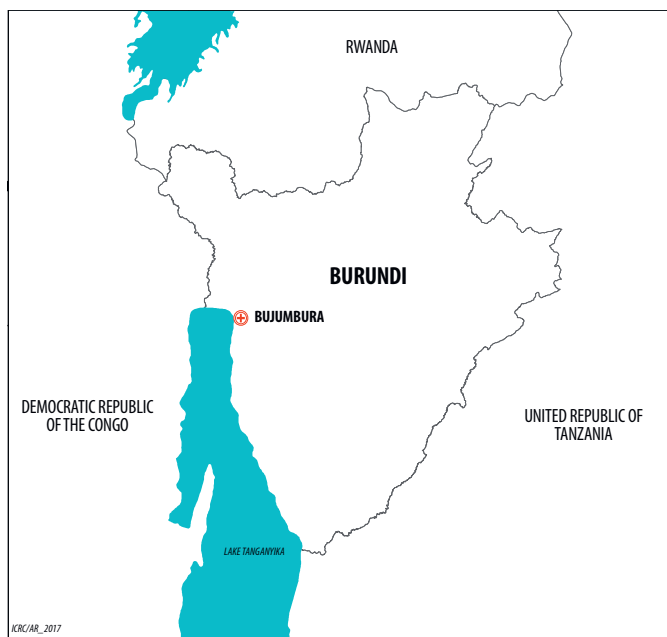 RWANDA
BURUNDI
BUJUMBURA
DEMOCRATIC REPUBLIC
OF THE CONGO
UNITED REPUBLIC OF
TANZANIA
LAKE TANGANYIKA
ICRC/AR_2017